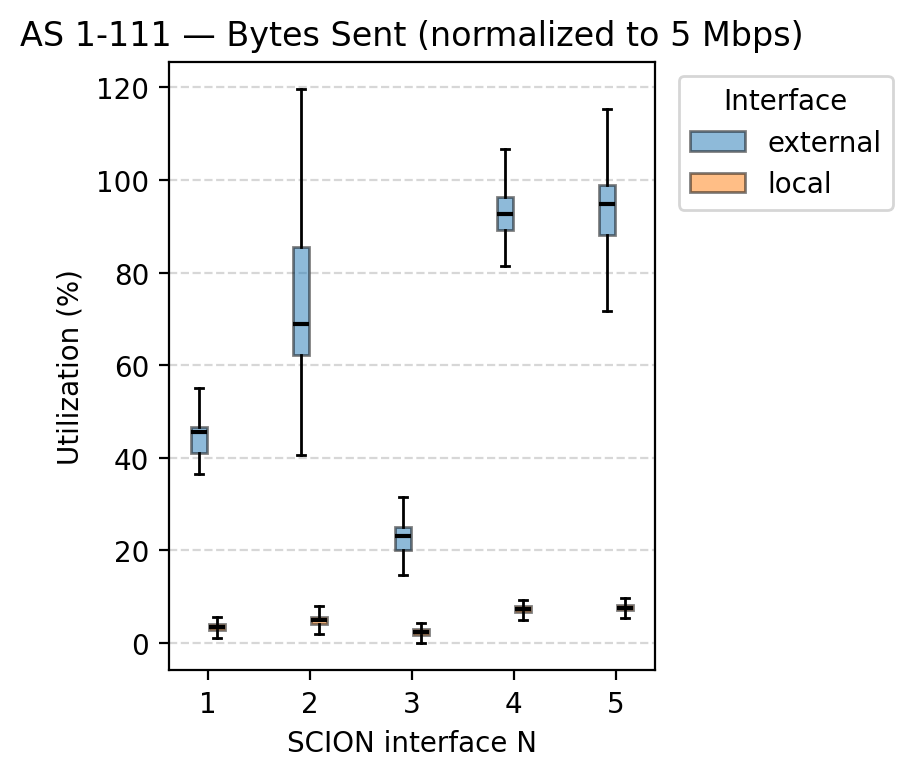 AS 1-111 — Bytes Sent (normalized to 5 Mbps)
Interface
external
local
Utilization (%)
120
100
80
60
40
20
0
1 2 3 4 5
SCION interface N